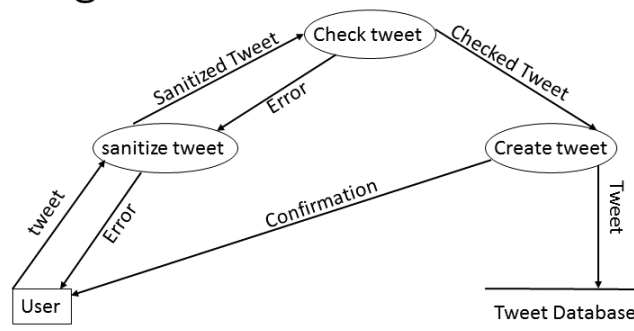 Check tweet
Sanitized Tweet
Checked Tweet
Error
sanitize tweet
Create tweet
tweet
Error
Confirmation
Tweet
User
Tweet Database